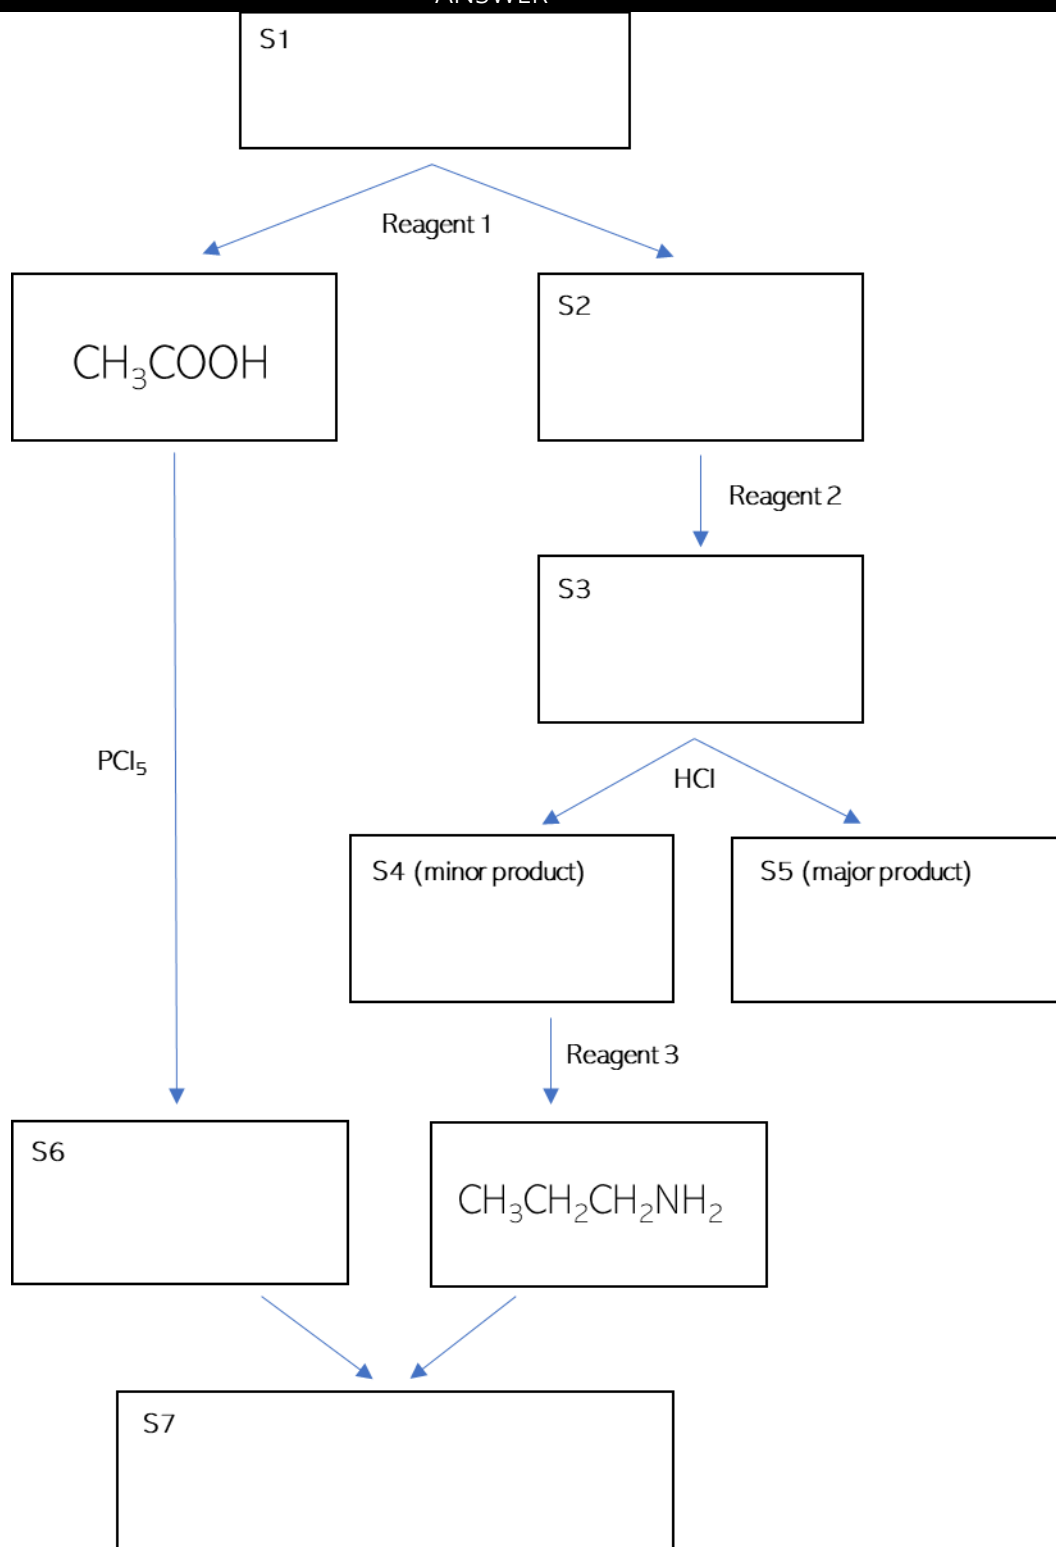 S1
Reagent 1
CH₃COOH
S2
Reagent 2
S3
PCl₅
HCl
S4 (minor product)
S5 (major product)
Reagent 3
S6
CH₃CH₂CH₂NH₂
S7